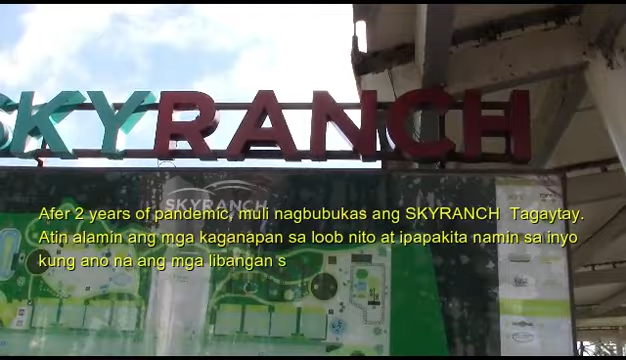 SKYRANCH
SKYRANCH
Afer 2 years of pandemic, muli nagbubukas ang SKYRANCH Tagaytay.
Atin alamin ang mga kaganapan sa loob nito at ipapakita namin sa inyo
kung ano na ang mga libangan s